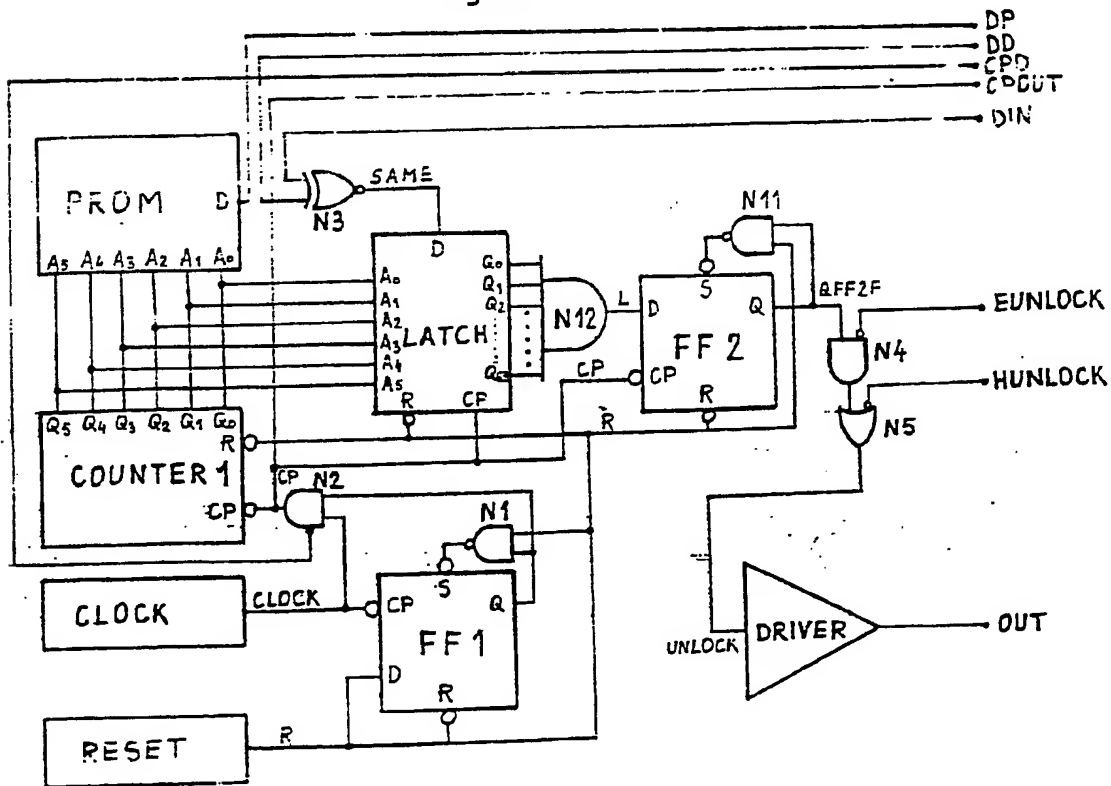 g
DP
DD
CPD
CPOUT
DIN
PROM
D
A5 A4 A3 A2 A1 A0
N3
SAME
D
A0
A1
A2
A3
A4
A5
LATCH
Q0
Q1
Q2
R
CP
N12
L
N11
S
D
Q
FF 2
CP
CP
R
QFF2F
EUNLOCK
N4
HUNLOCK
N5
Q5 Q4 Q3 Q2 Q1 Q0
R
COUNTER 1
CP
CP
N2
R
N1
S
CLOCK
CLOCK
CP
Q
FF 1
D
R
RESET
R
UNLOCK
DRIVER
OUT